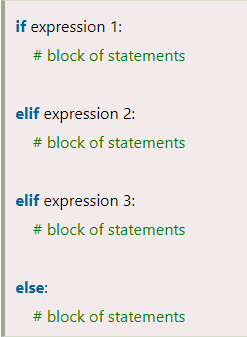 if expression 1:
# block of statements
elif expression 2:
# block of statements
elif expression 3:
# block of statements
else:
# block of statements